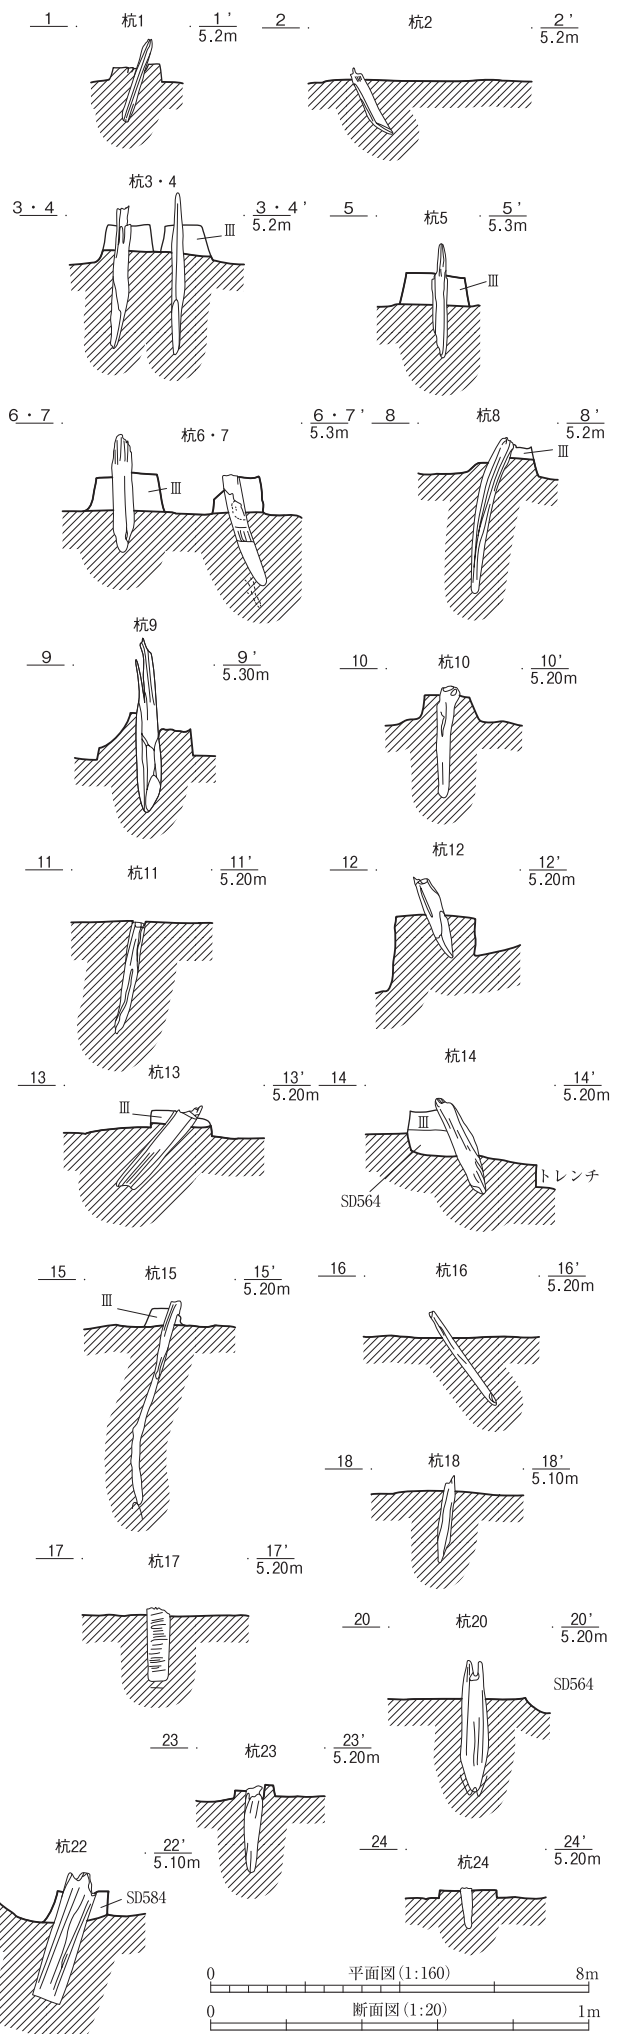 1 杭1 1'
5.2m
2 杭2 2'
5.2m
杭3・4
3・4 3・4'
5.2m
Ⅲ
5 杭5 5'
5.3m
Ⅲ
6・7 杭6・7 6・7'
5.3m
Ⅲ
8 杭8 8'
5.2m
Ⅲ
杭9
9 9'
5.30m
10 杭10 10'
5.20m
11 杭11 11'
5.20m
12 杭12 12'
5.20m
13 杭13 13'
5.20m
Ⅲ
14 杭14 14'
5.20m
Ⅲ
SD564
トレンチ
15 杭15 15'
5.20m
Ⅲ
16 杭16 16'
5.20m
18 杭18 18'
5.10m
17 杭17 17'
5.20m
20 杭20 20'
5.20m
SD564
23 杭23 23'
5.20m
杭22 22'
5.10m
SD584
24 杭24 24'
5.20m
0 平面図(1:160) 8m
0 断面図(1:20) 1m